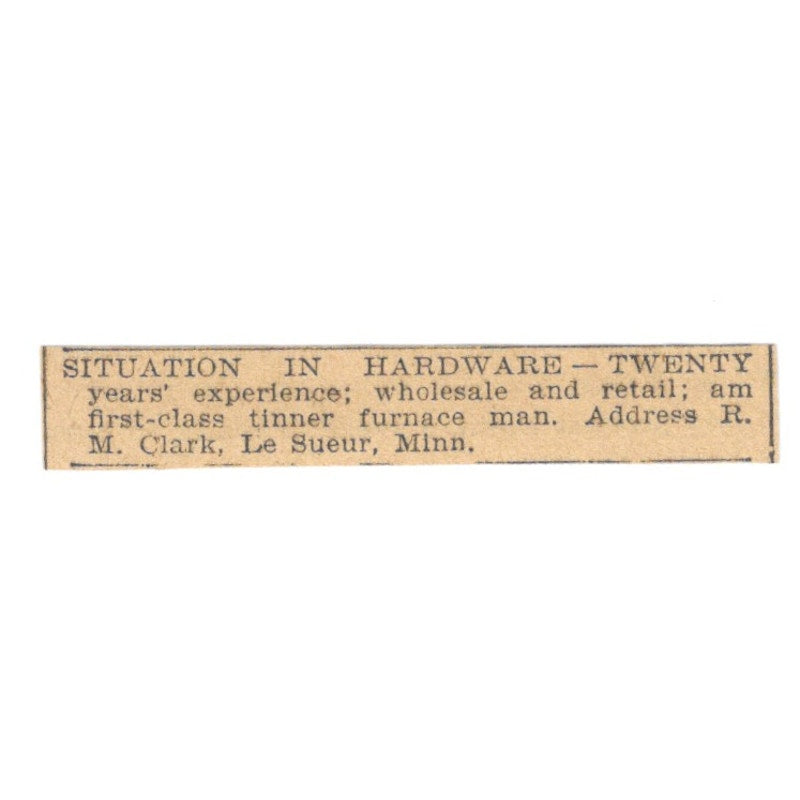 SITUATION IN HARDWARE — TWENTY
years' experience; wholesale and retail; am
first-class tinner furnace man. Address R.
M. Clark, Le Sueur, Minn.